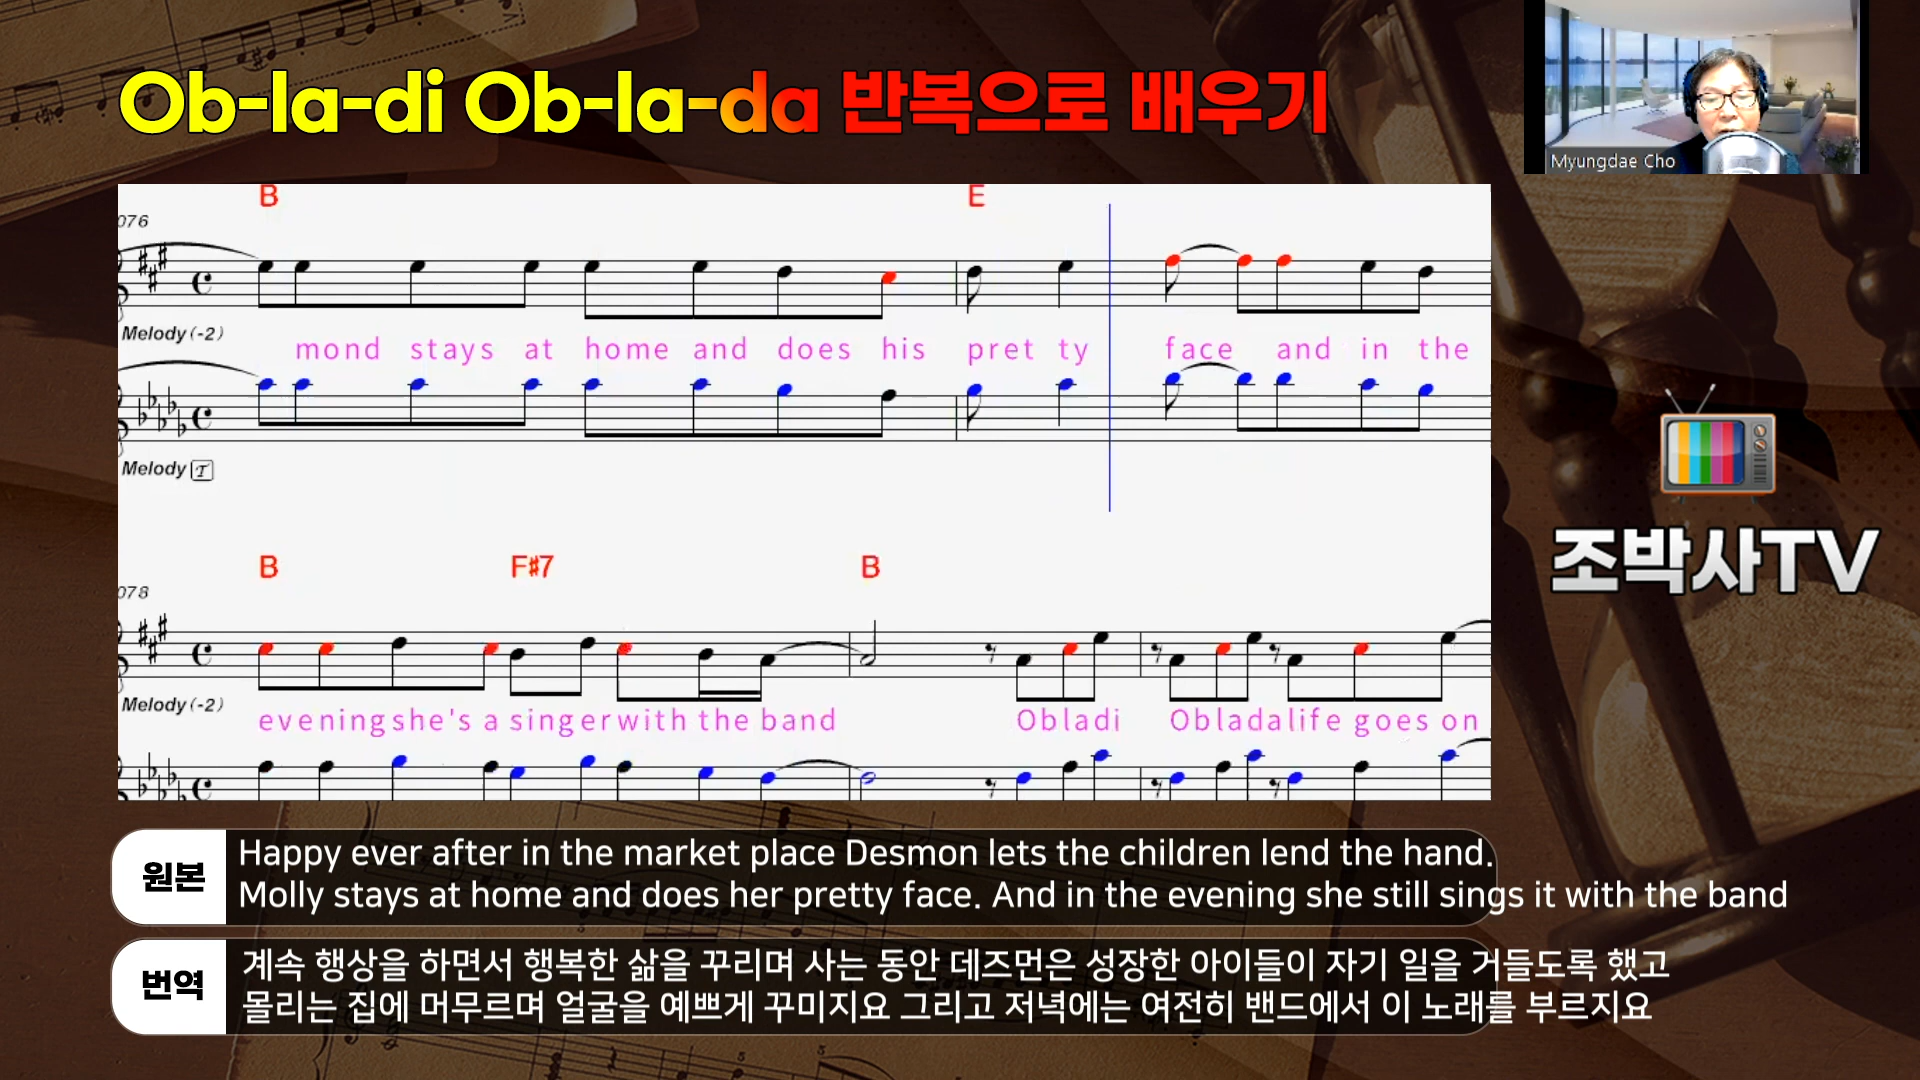 Ob-la-di Ob-la-da 반복으로 배우기
Myungdae Cho
B E
076
Melody (-2)
mond stays at home and does his pret ty face and in the
Melody T
조박사TV
B F#7 B
078
Melody (-2)
evening she's a singer with the band Obladi Obladalife goes on
원본
Happy ever after in the market place Desmon lets the children lend the hand.
Molly stays at home and does her pretty face. And in the evening she still sings it with the band
번역
계속 행상을 하면서 행복한 삶을 꾸리며 사는 동안 데즈먼은 성장한 아이들이 자기 일을 거들도록 했고
몰리는 집에 머무르며 얼굴을 예쁘게 꾸미지요 그리고 저녁에는 여전히 밴드에서 이 노래를 부르지요